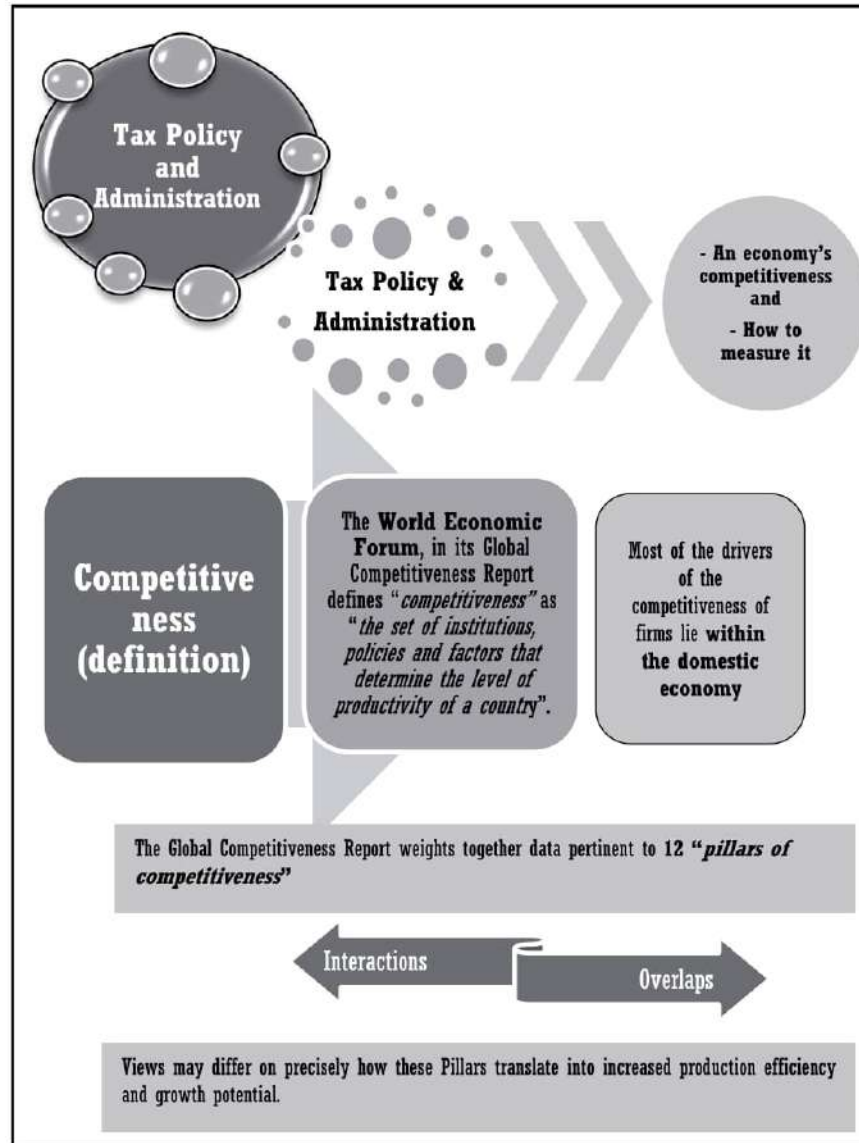 Tax Policy
and
Administration
Tax Policy &
Administration
- An economy's
competitiveness
and
- How to
measure it
Competitive
ness
(definition)
The World Economic
Forum, in its Global
Competitiveness Report
defines "competitiveness" as
"the set of institutions,
policies and factors that
determine the level of
productivity of a country".
Most of the drivers
of the
competitiveness of
firms lie within
the domestic
economy
The Global Competitiveness Report weights together data pertinent to 12 "pillars of
competitiveness"
Interactions
Overlaps
Views may differ on precisely how these Pillars translate into increased production efficiency
and growth potential.